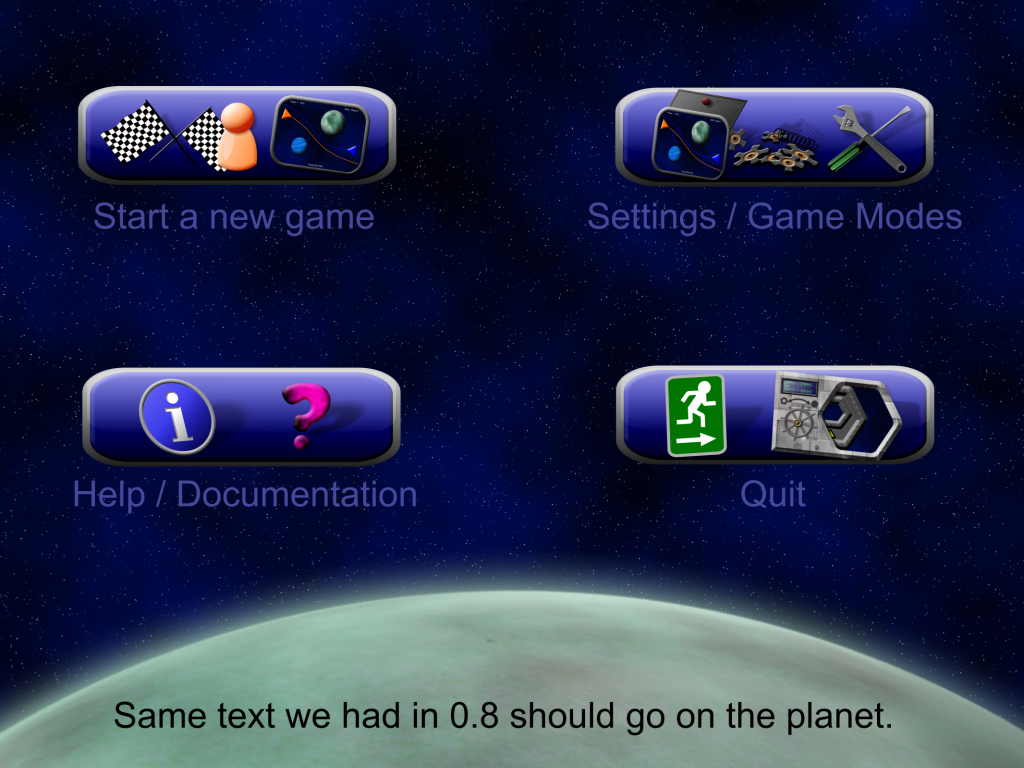 Start a new game
Settings / Game Modes
Help / Documentation
Quit
Same text we had in 0.8 should go on the planet.